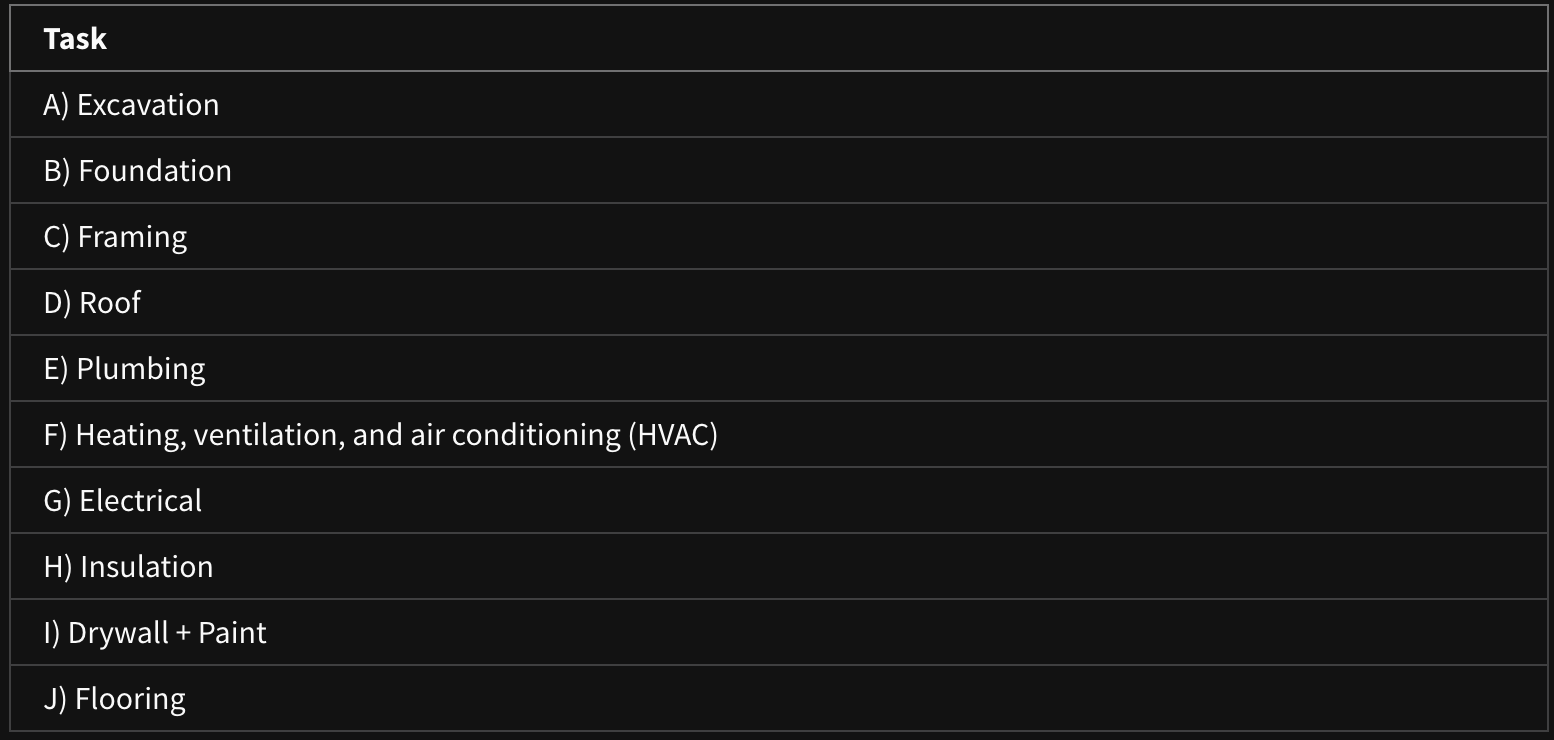 Task
A) Excavation
B) Foundation
C) Framing
D) Roof
E) Plumbing
F) Heating, ventilation, and air conditioning (HVAC)
G) Electrical
H) Insulation
I) Drywall + Paint
J) Flooring